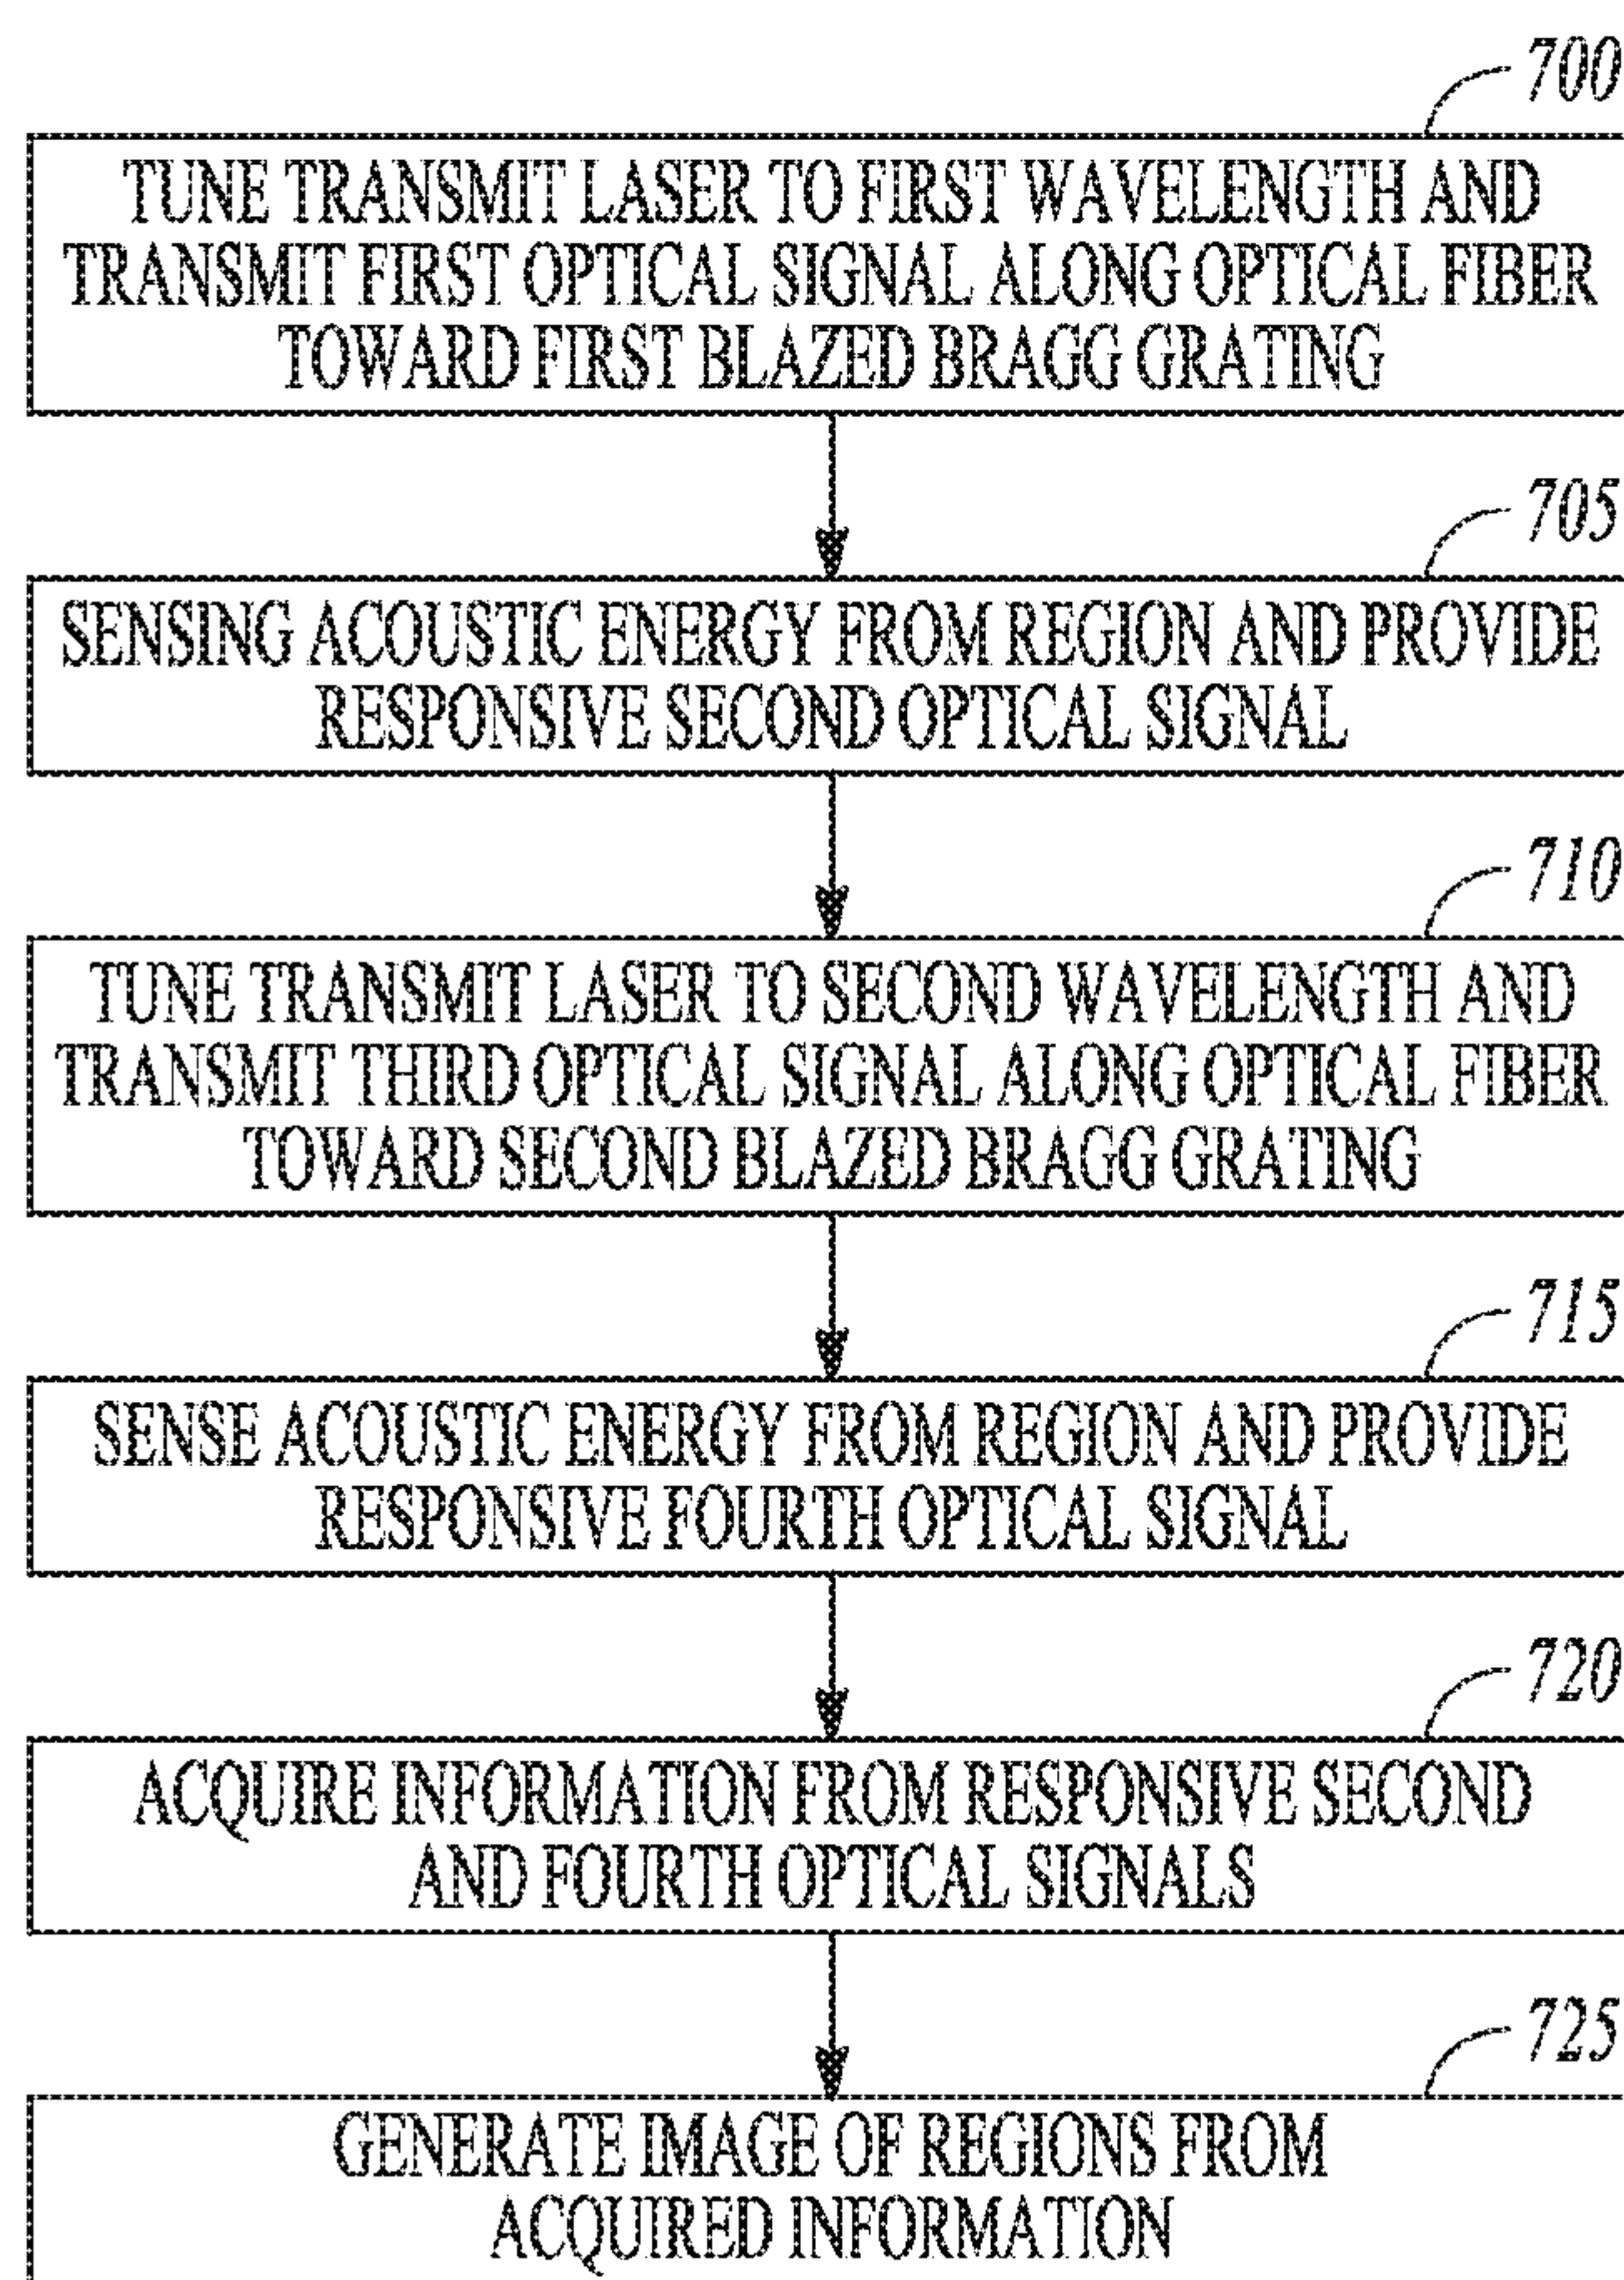 700
TUNE TRANSMIT LASER TO FIRST WAVELENGTH AND
TRANSMIT FIRST OPTICAL SIGNAL ALONG OPTICAL FIBER
TOWARD FIRST BLAZED BRAGG GRATING
705
SENSING ACOUSTIC ENERGY FROM REGION AND PROVIDE
RESPONSIVE SECOND OPTICAL SIGNAL
710
TUNE TRANSMIT LASER TO SECOND WAVELENGTH AND
TRANSMIT THIRD OPTICAL SIGNAL ALONG OPTICAL FIBER
TOWARD SECOND BLAZED BRAGG GRATING
715
SENSE ACOUSTIC ENERGY FROM REGION AND PROVIDE
RESPONSIVE FOURTH OPTICAL SIGNAL
720
ACQUIRE INFORMATION FROM RESPONSIVE SECOND
AND FOURTH OPTICAL SIGNALS
725
GENERATE IMAGE OF REGIONS FROM
ACQUIRED INFORMATION